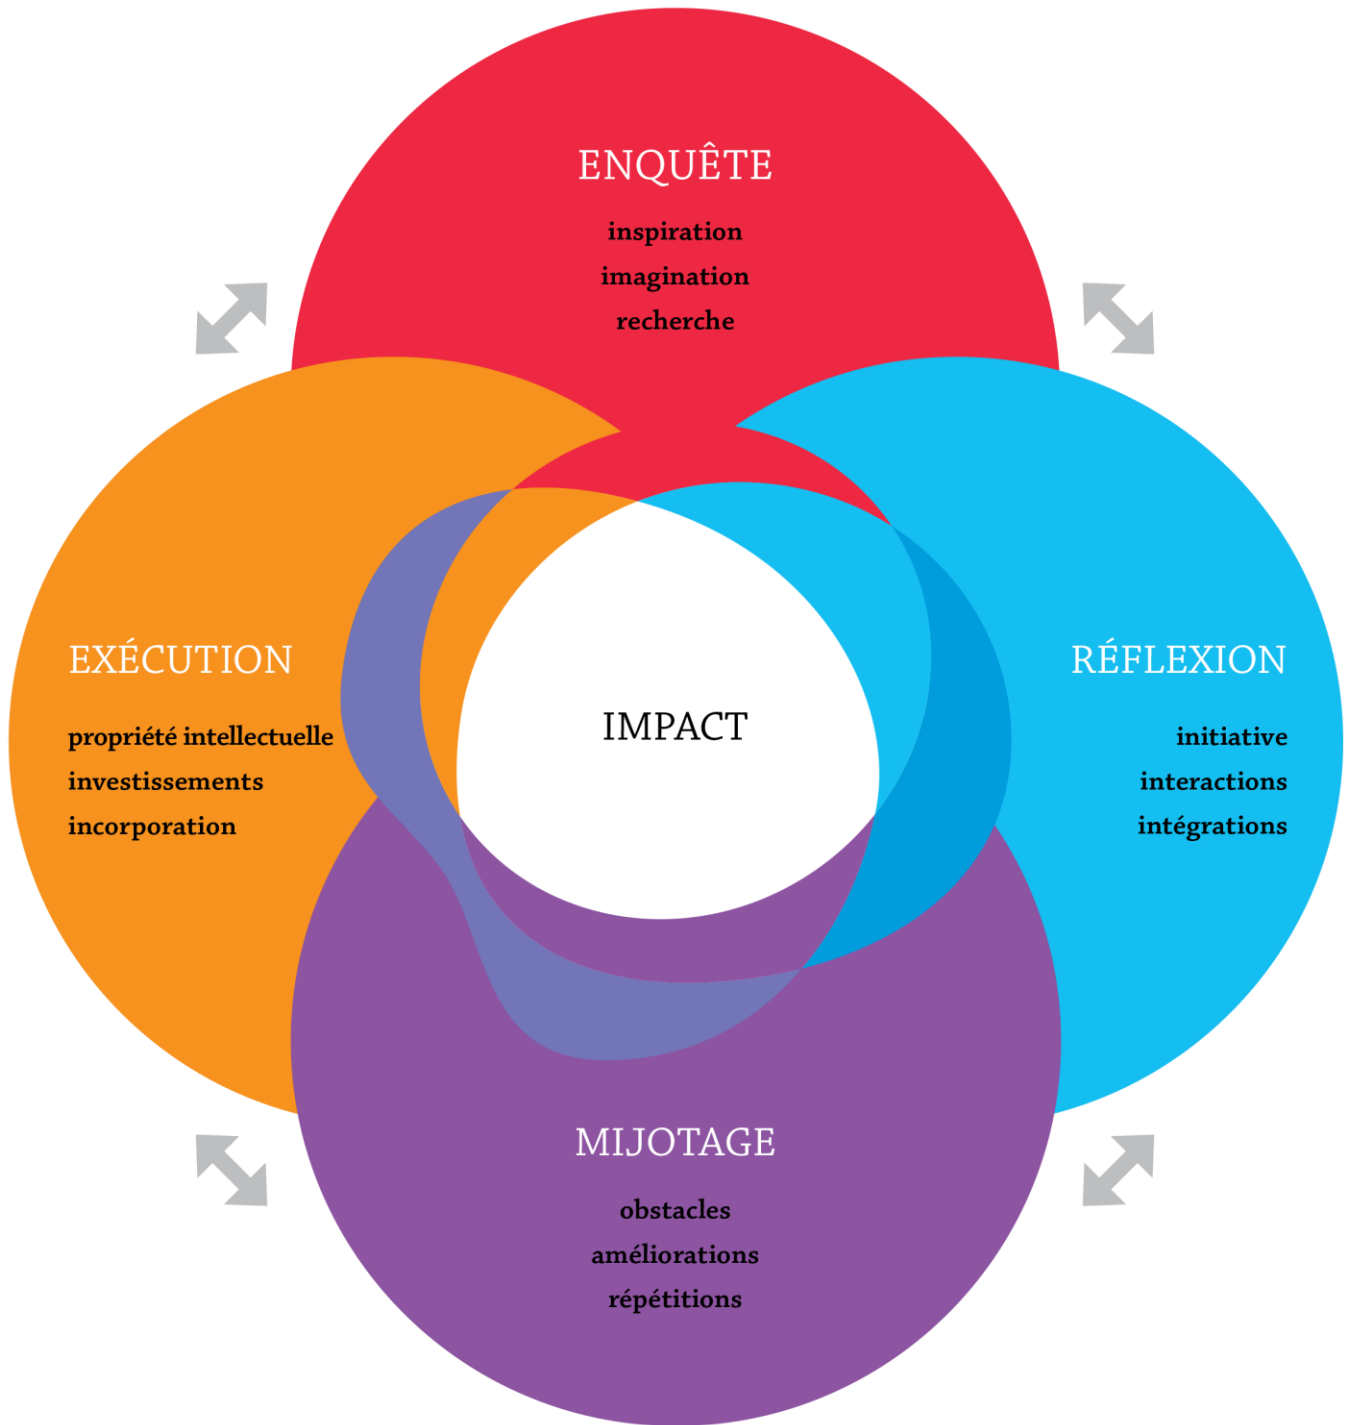 ENQUÊTE
inspiration
imagination
recherche
EXÉCUTION
propriété intellectuelle
investissements
incorporation
IMPACT
RÉFLEXION
initiative
interactions
intégrations
MIJOTAGE
obstacles
améliorations
répétitions